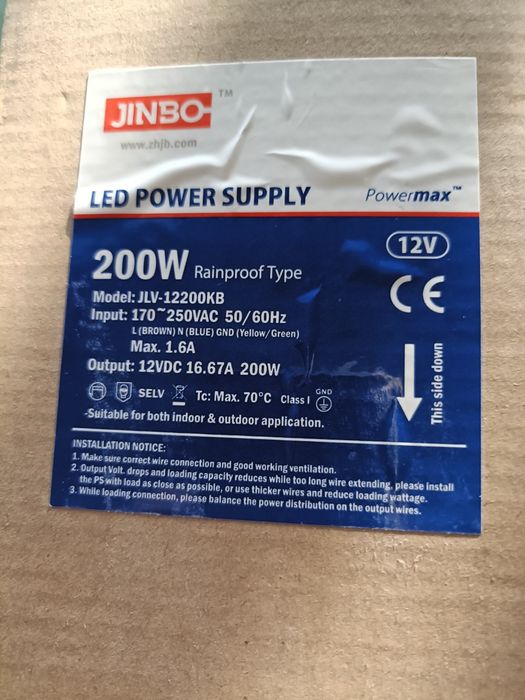 JINBO ™
www.zhjb.com
LED POWER SUPPLY
Powermax™
200W Rainproof Type
12V
Model: JLV-12200KB
Input: 170~250VAC 50/60Hz
L (BROWN) N (BLUE) GND (Yellow/Green)
Max. 1.6A
Output: 12VDC 16.67A 200W
CE
This side down
SELV Tc: Max. 70°C Class I GND
-Suitable for both indoor & outdoor application.
INSTALLATION NOTICE:
1. Make sure correct wire connection and good working ventilation.
2. Output Volt. drops and loading capacity reduces while too long wire extending, please install
the PS with load as close as possible, or use thicker wires and reduce loading wattage.
3. While loading connection, please balance the power distribution on the output wires.